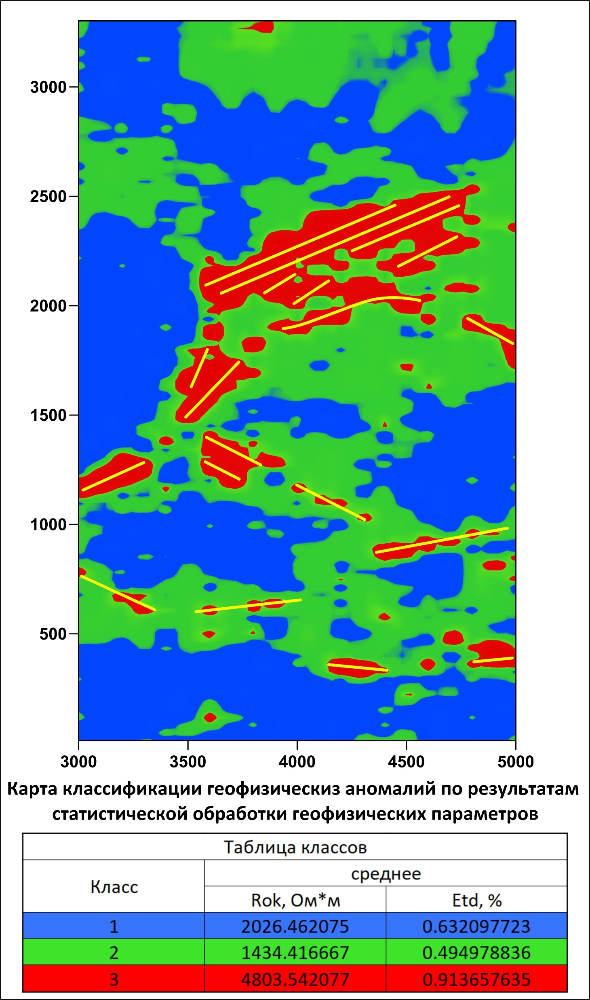 3000
2500
2000
1500
1000
500
3000 3500 4000 4500 5000
Карта классификации геофизическиз аномалий по результатам
статистической обработки геофизических параметров
Таблица классов
Класс
среднее
Rok, Ом*м Etd, %
1 2026.462075 0.632097723
2 1434.416667 0.494978836
3 4803.542077 0.913657635